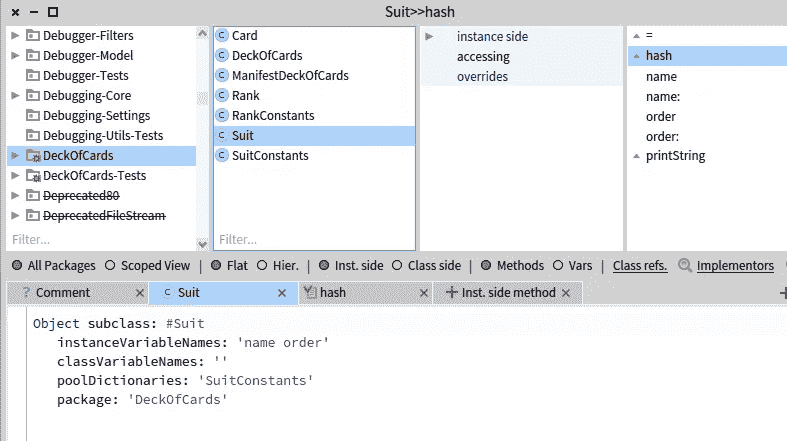 Suit>>hash
Debugger-Filters
Debugger-Model
Debugger-Tests
Debugging-Core
Debugging-Settings
Debugging-Utils-Tests
DeckOfCards
DeckOfCards-Tests
Deprecated80
DeprecatedFileStream
Filter...
Card
DeckOfCards
ManifestDeckOfCards
Rank
RankConstants
Suit
SuitConstants
Filter...
instance side
accessing
overrides
=
hash
name
name:
order
order:
printString
All Packages Scoped View | Flat Hier. | Inst. side Class side | Methods Vars | Class refs. Implementors
? Comment × Suit × hash × + Inst. side method × +
Object subclass: #Suit
instanceVariableNames: 'name order'
classVariableNames: ''
poolDictionaries: 'SuitConstants'
package: 'DeckOfCards'